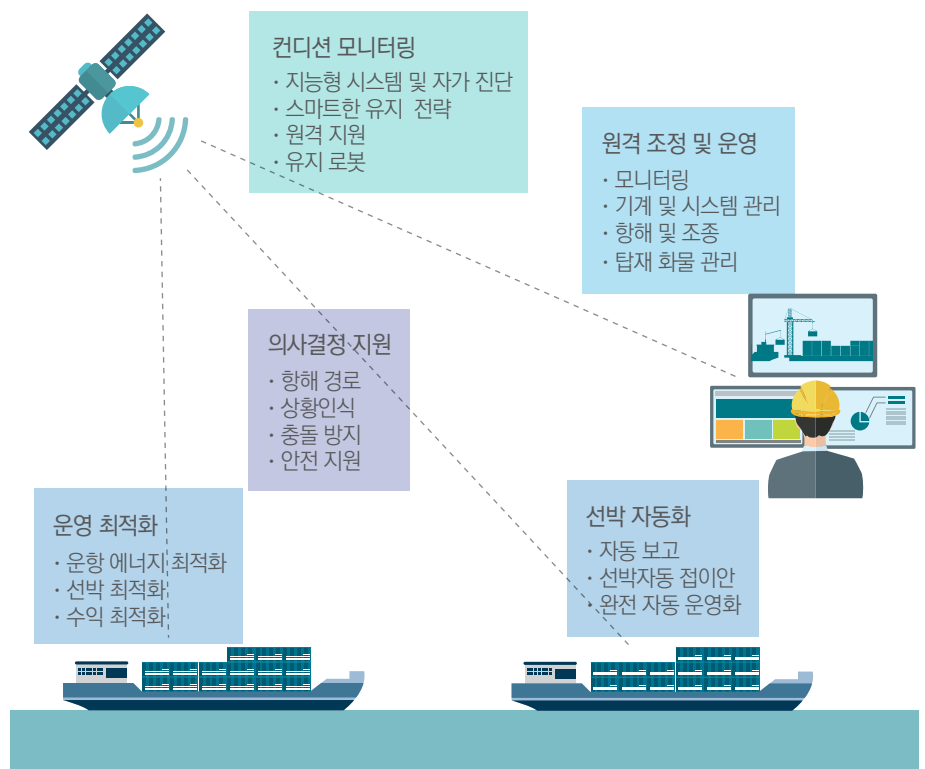 컨디션 모니터링
· 지능형 시스템 및 자가 진단
· 스마트한 유지 전략
· 원격 지원
· 유지 로봇
원격 조정 및 운영
· 모니터링
· 기계 및 시스템 관리
· 항해 및 조종
· 탑재 화물 관리
의사결정 지원
· 항해 경로
· 상황인식
· 충돌 방지
· 안전 지원
운영 최적화
· 운항 에너지 최적화
· 선박 최적화
· 수익 최적화
선박 자동화
· 자동 보고
· 선박자동 접이안
· 완전 자동 운영화